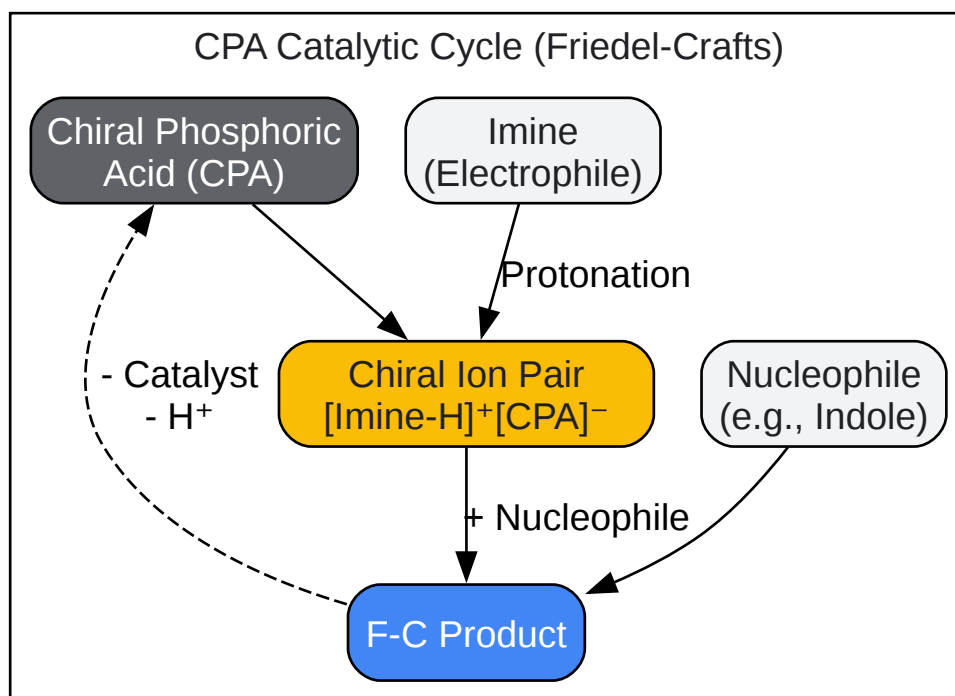 CPA Catalytic Cycle (Friedel-Crafts)
Chiral Phosphoric
Acid (CPA)
Imine
(Electrophile)
Protonation
- Catalyst
- H⁺
Chiral Ion Pair
[Imine-H]⁺[CPA]⁻
Nucleophile
(e.g., Indole)
+ Nucleophile
F-C Product